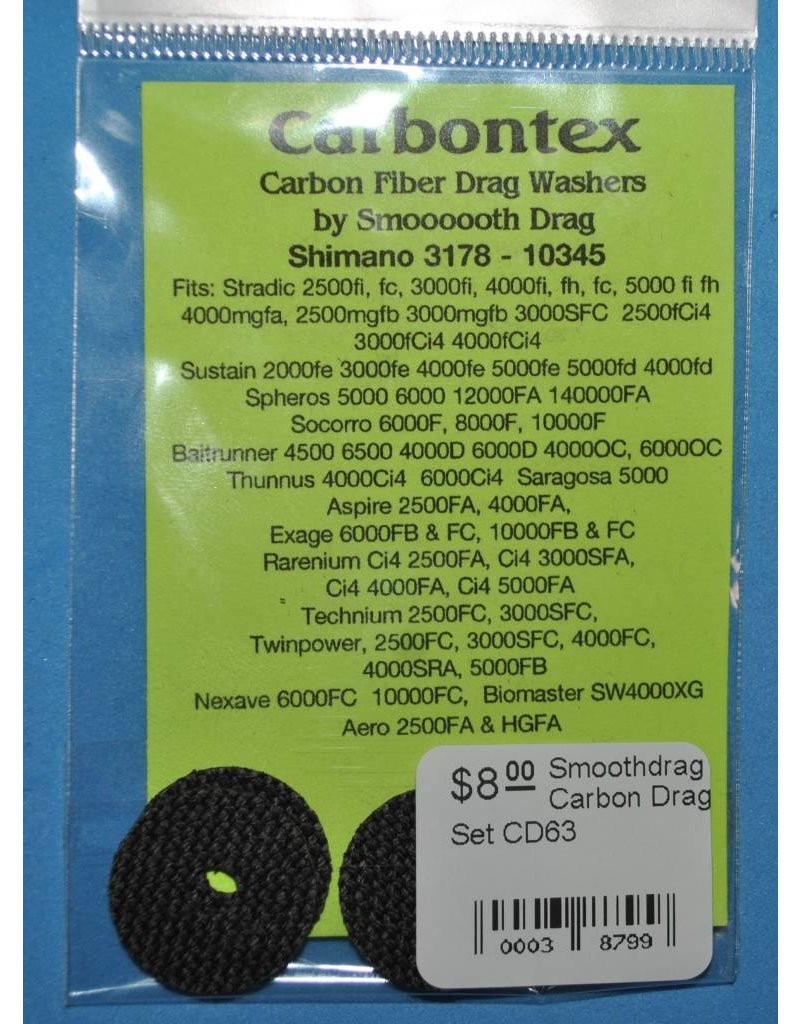 Carbontex
Carbon Fiber Drag Washers
by Smoooooth Drag
Shimano 3178 - 10345
Fits: Stradic 2500fi, fc, 3000fi, 4000fi, fh, fc, 5000 fi fh
4000mgfa, 2500mgfb 3000mgfb 3000SFC 2500fCi4
3000fCi4 4000fCi4
Sustain 2000fe 3000fe 4000fe 5000fe 5000fd 4000fd
Spheros 5000 6000 12000FA 140000FA
Socorro 6000F, 8000F, 10000F
Baitrunner 4500 6500 4000D 6000D 4000OC, 6000OC
Thunnus 4000Ci4 6000Ci4 Saragosa 5000
Aspire 2500FA, 4000FA,
Exage 6000FB & FC, 10000FB & FC
Rarenium Ci4 2500FA, Ci4 3000SFA,
Ci4 4000FA, Ci4 5000FA
Technium 2500FC, 3000SFC,
Twinpower, 2500FC, 3000SFC, 4000FC,
4000SRA, 5000FB
Nexave 6000FC 10000FC, Biomaster SW4000XG
Aero 2500FA & HGFA
$8.00 Smoothdrag
Carbon Drag
Set CD63
0003 8799